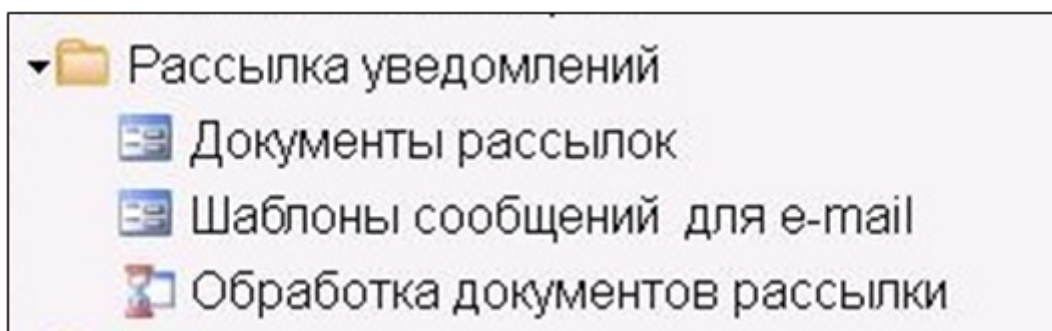 Рассылка уведомлений
Документы рассылок
Шаблоны сообщений для e-mail
Обработка документов рассылки